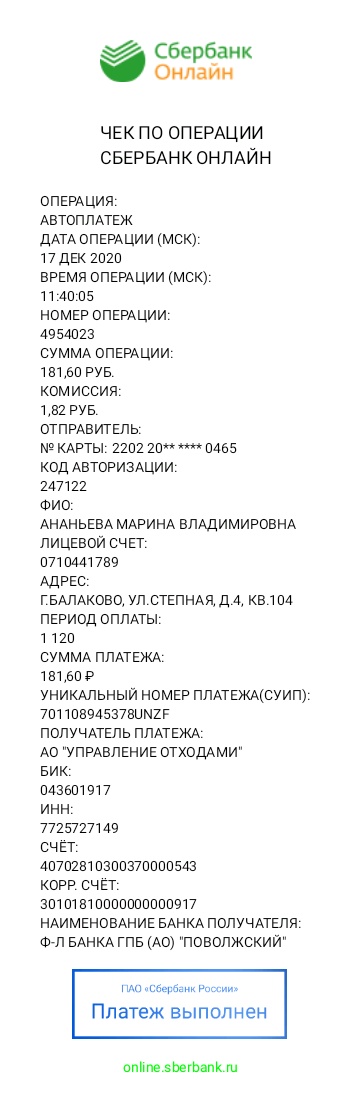 Сбербанк
Онлайн
ЧЕК ПО ОПЕРАЦИИ
СБЕРБАНК ОНЛАЙН
ОПЕРАЦИЯ:
АВТОПЛАТЕЖ
ДАТА ОПЕРАЦИИ (МСК):
17 ДЕК 2020
ВРЕМЯ ОПЕРАЦИИ (МСК):
11:40:05
НОМЕР ОПЕРАЦИИ:
4954023
СУММА ОПЕРАЦИИ:
181,60 РУБ.
КОМИССИЯ:
1,82 РУБ.
ОТПРАВИТЕЛЬ:
№ КАРТЫ: 2202 20** **** 0465
КОД АВТОРИЗАЦИИ:
247122
ФИО:
АНАНЬЕВА МАРИНА ВЛАДИМИРОВНА
ЛИЦЕВОЙ СЧЕТ:
0710441789
АДРЕС:
Г.БАЛАКОВО, УЛ.СТЕПНАЯ, Д.4, КВ.104
ПЕРИОД ОПЛАТЫ:
1 120
СУММА ПЛАТЕЖА:
181,60 ₽
УНИКАЛЬНЫЙ НОМЕР ПЛАТЕЖА(СУИП):
701108945378UNZF
ПОЛУЧАТЕЛЬ ПЛАТЕЖА:
АО "УПРАВЛЕНИЕ ОТХОДАМИ"
БИК:
043601917
ИНН:
7725727149
СЧЁТ:
40702810300370000543
КОРР. СЧЁТ:
30101810000000000917
НАИМЕНОВАНИЕ БАНКА ПОЛУЧАТЕЛЯ:
Ф-Л БАНКА ГПБ (АО) "ПОВОЛЖСКИЙ"
ПАО «Сбербанк России»
Платеж выполнен
online.sberbank.ru